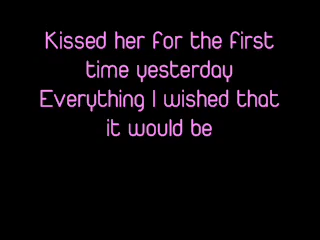 Kissed her for the first
time yesterday
Everything I wished that
it would be